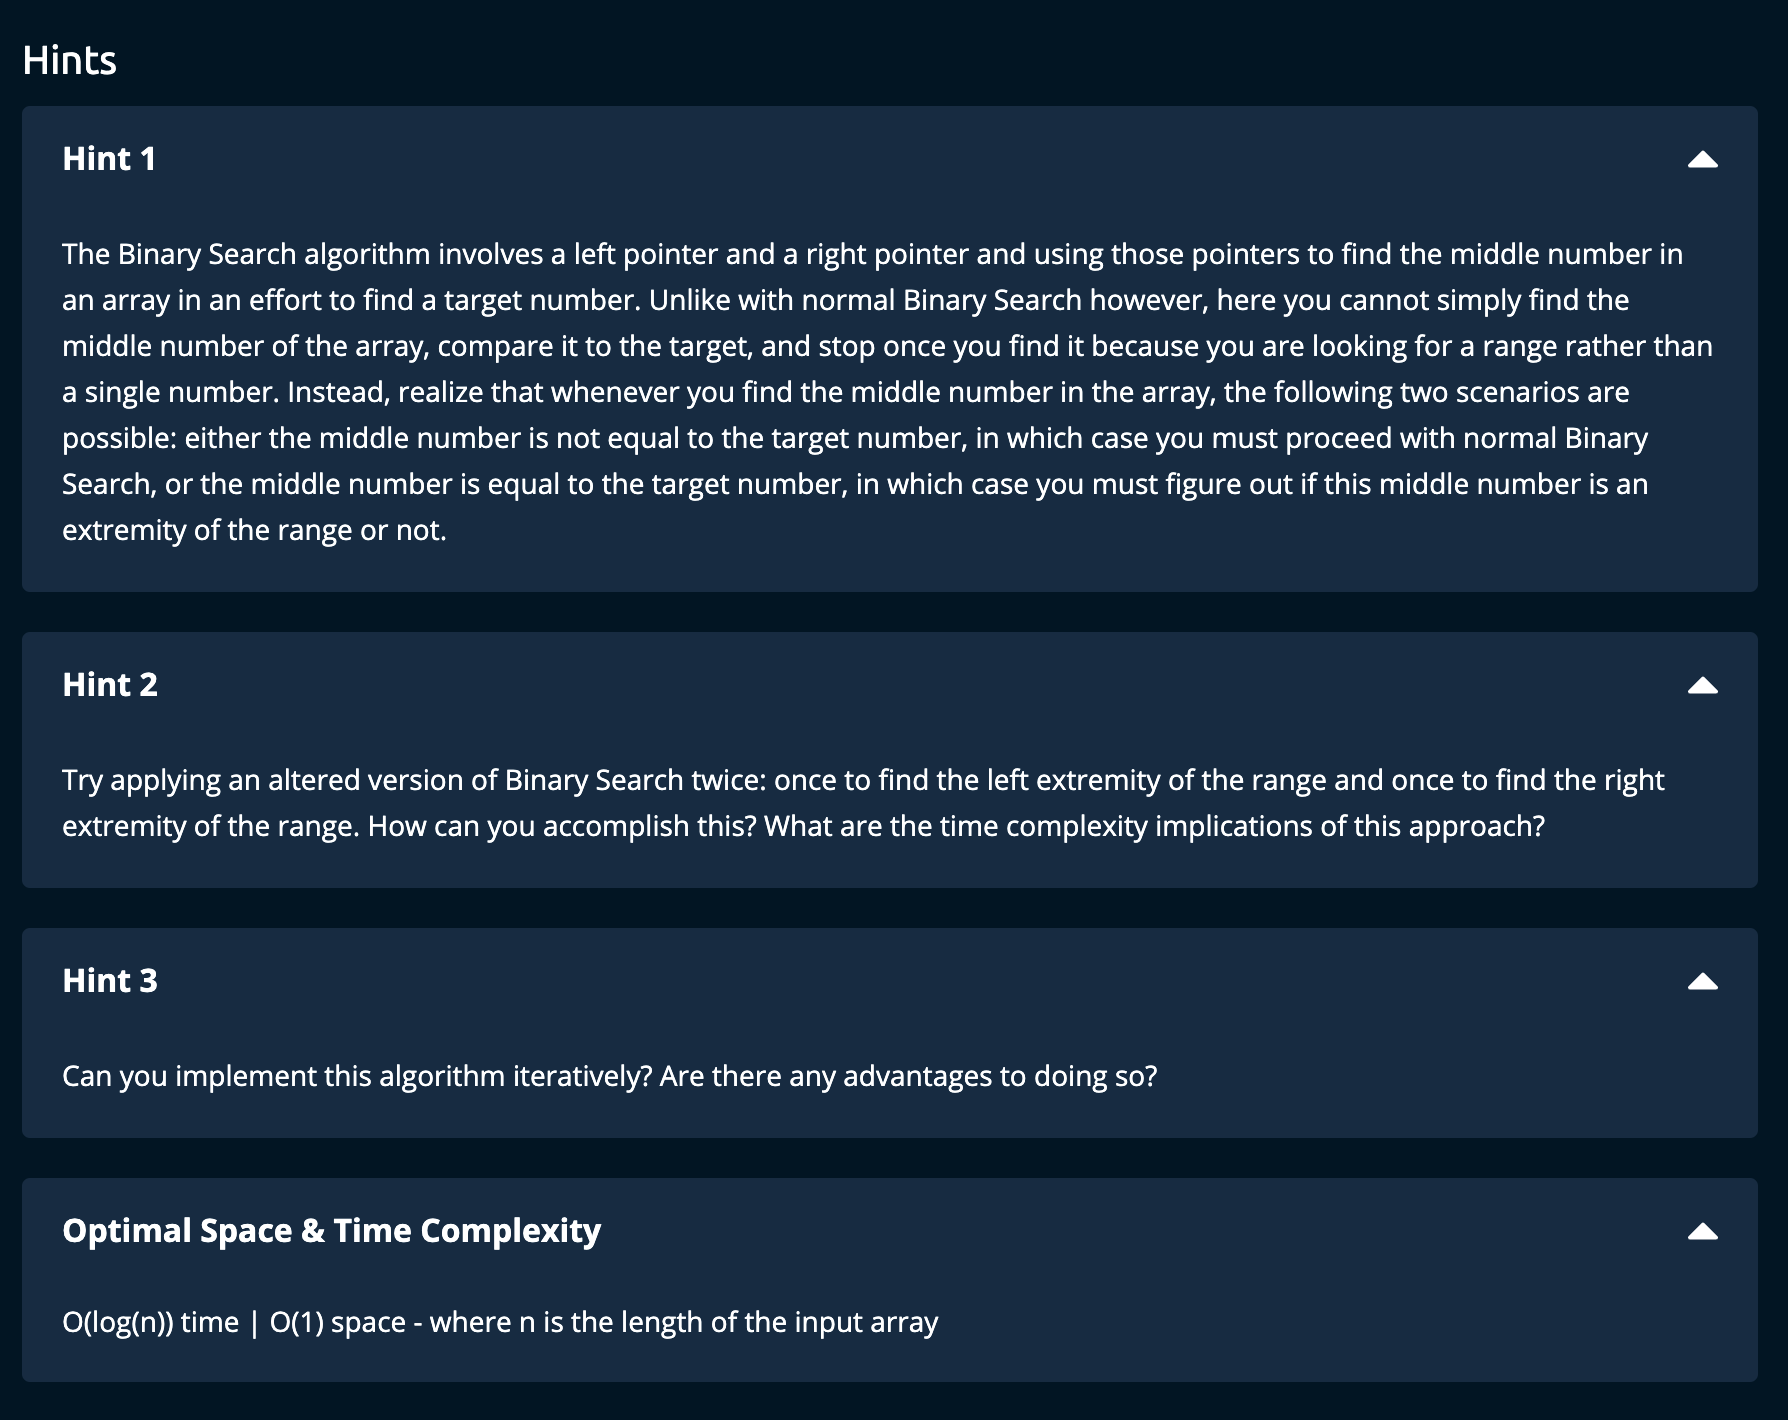 Hints
Hint 1
The Binary Search algorithm involves a left pointer and a right pointer and using those pointers to find the middle number in
an array in an effort to find a target number. Unlike with normal Binary Search however, here you cannot simply find the
middle number of the array, compare it to the target, and stop once you find it because you are looking for a range rather than
a single number. Instead, realize that whenever you find the middle number in the array, the following two scenarios are
possible: either the middle number is not equal to the target number, in which case you must proceed with normal Binary
Search, or the middle number is equal to the target number, in which case you must figure out if this middle number is an
extremity of the range or not.
Hint 2
Try applying an altered version of Binary Search twice: once to find the left extremity of the range and once to find the right
extremity of the range. How can you accomplish this? What are the time complexity implications of this approach?
Hint 3
Can you implement this algorithm iteratively? Are there any advantages to doing so?
Optimal Space & Time Complexity
O(log(n)) time | O(1) space - where n is the length of the input array